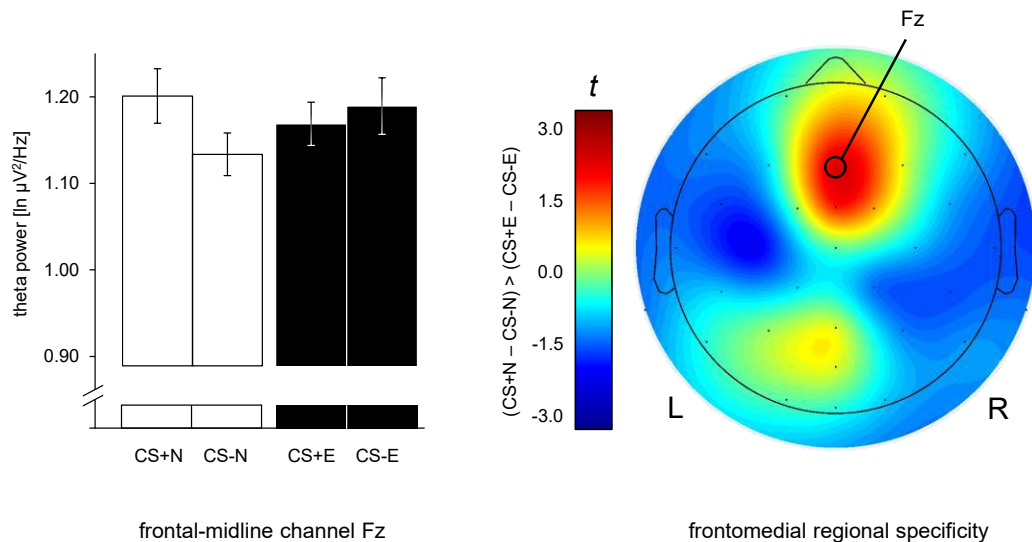 theta power [ln µV²/Hz]
1.20
1.10
1.00
0.90
CS+N CS-N CS+E CS-E
frontal-midline channel Fz
t
(CS+N – CS-N) > (CS+E – CS-E)
3.0
1.5
0.0
-1.5
-3.0
Fz
L R
frontomedial regional specificity